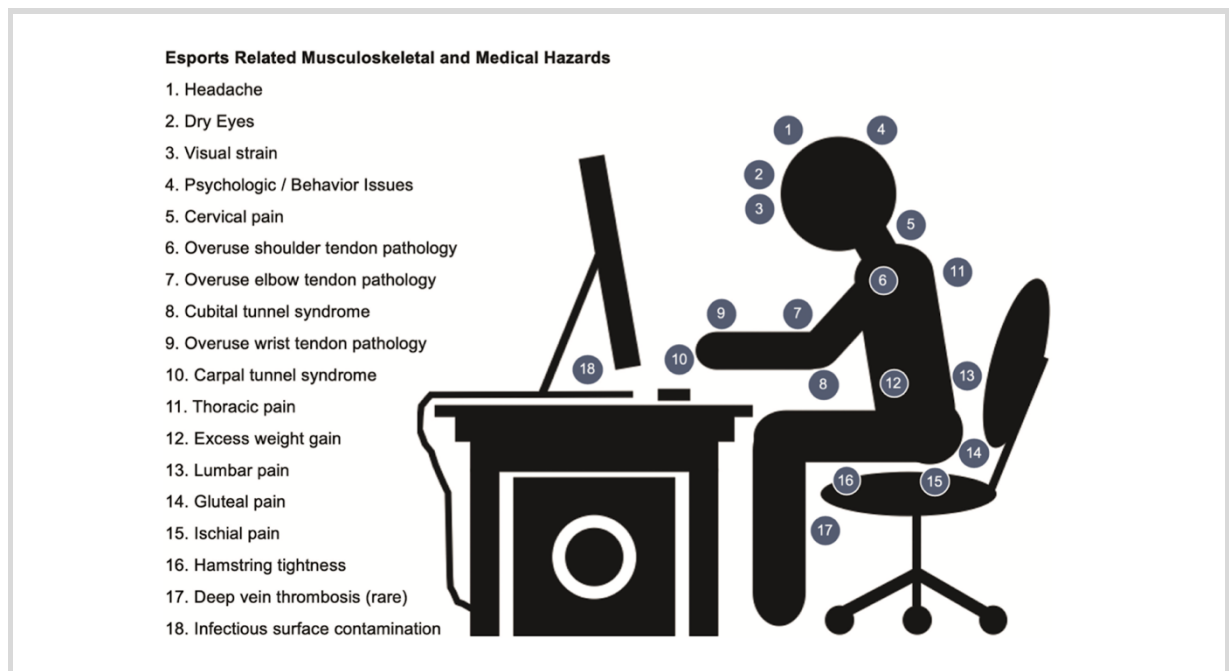 Esports Related Musculoskeletal and Medical Hazards
1. Headache
2. Dry Eyes
3. Visual strain
4. Psychologic / Behavior Issues
5. Cervical pain
6. Overuse shoulder tendon pathology
7. Overuse elbow tendon pathology
8. Cubital tunnel syndrome
9. Overuse wrist tendon pathology
10. Carpal tunnel syndrome
11. Thoracic pain
12. Excess weight gain
13. Lumbar pain
14. Gluteal pain
15. Ischial pain
16. Hamstring tightness
17. Deep vein thrombosis (rare)
18. Infectious surface contamination
1
4
2
3
5
11
6
9
7
10
18
8
12
13
14
16
15
17